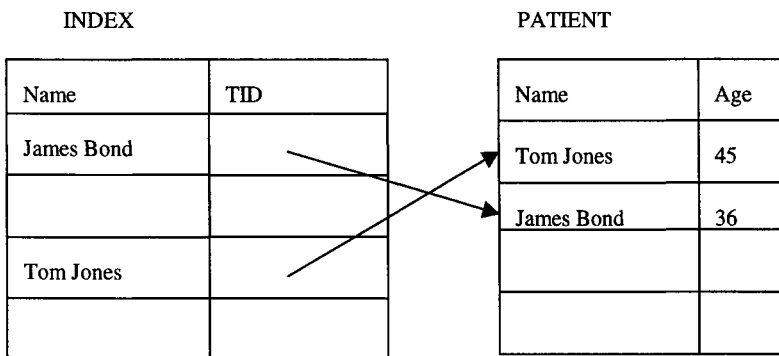 INDEX
PATIENT
Name TID
James Bond
Tom Jones
Name Age
Tom Jones 45
James Bond 36